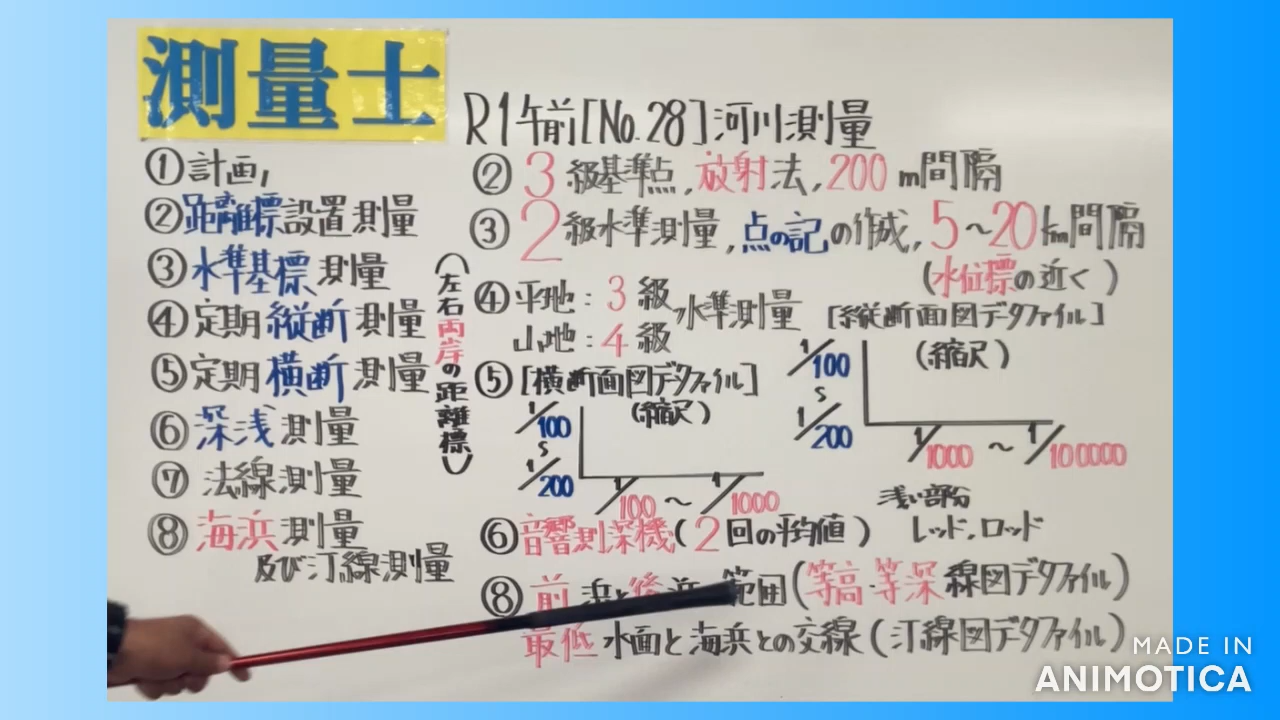 測量士
R1午前[No.28]河川測量
①計画,
②距離標設置測量
③水準基標測量
④定期縦断測量
⑤定期横断測量
(左右両岸の距離標)
⑥深浅測量
⑦法線測量
⑧海浜測量
及び汀線測量
②3級基準点,放射法,200m間隔
③2級水準測量,点の記の作成,5~20km間隔
(水位標の近く)
④平地:3級
山地:4級
水準測量
[縦断面図データファイル]
(縮尺)
1/100
~
1/200
1/1000 ~ 1/100000
⑤[横断面図データファイル]
(縮尺)
1/100
~
1/200
1/100 ~ 1/1000
浅い部分
⑥音響測深機(2回の平均値) レッド,ロッド
⑧前浜と後浜の範囲(等高・等深線図データファイル)
最低水面と海浜との交線(汀線図データファイル)
MADE IN
ANIMOTICA